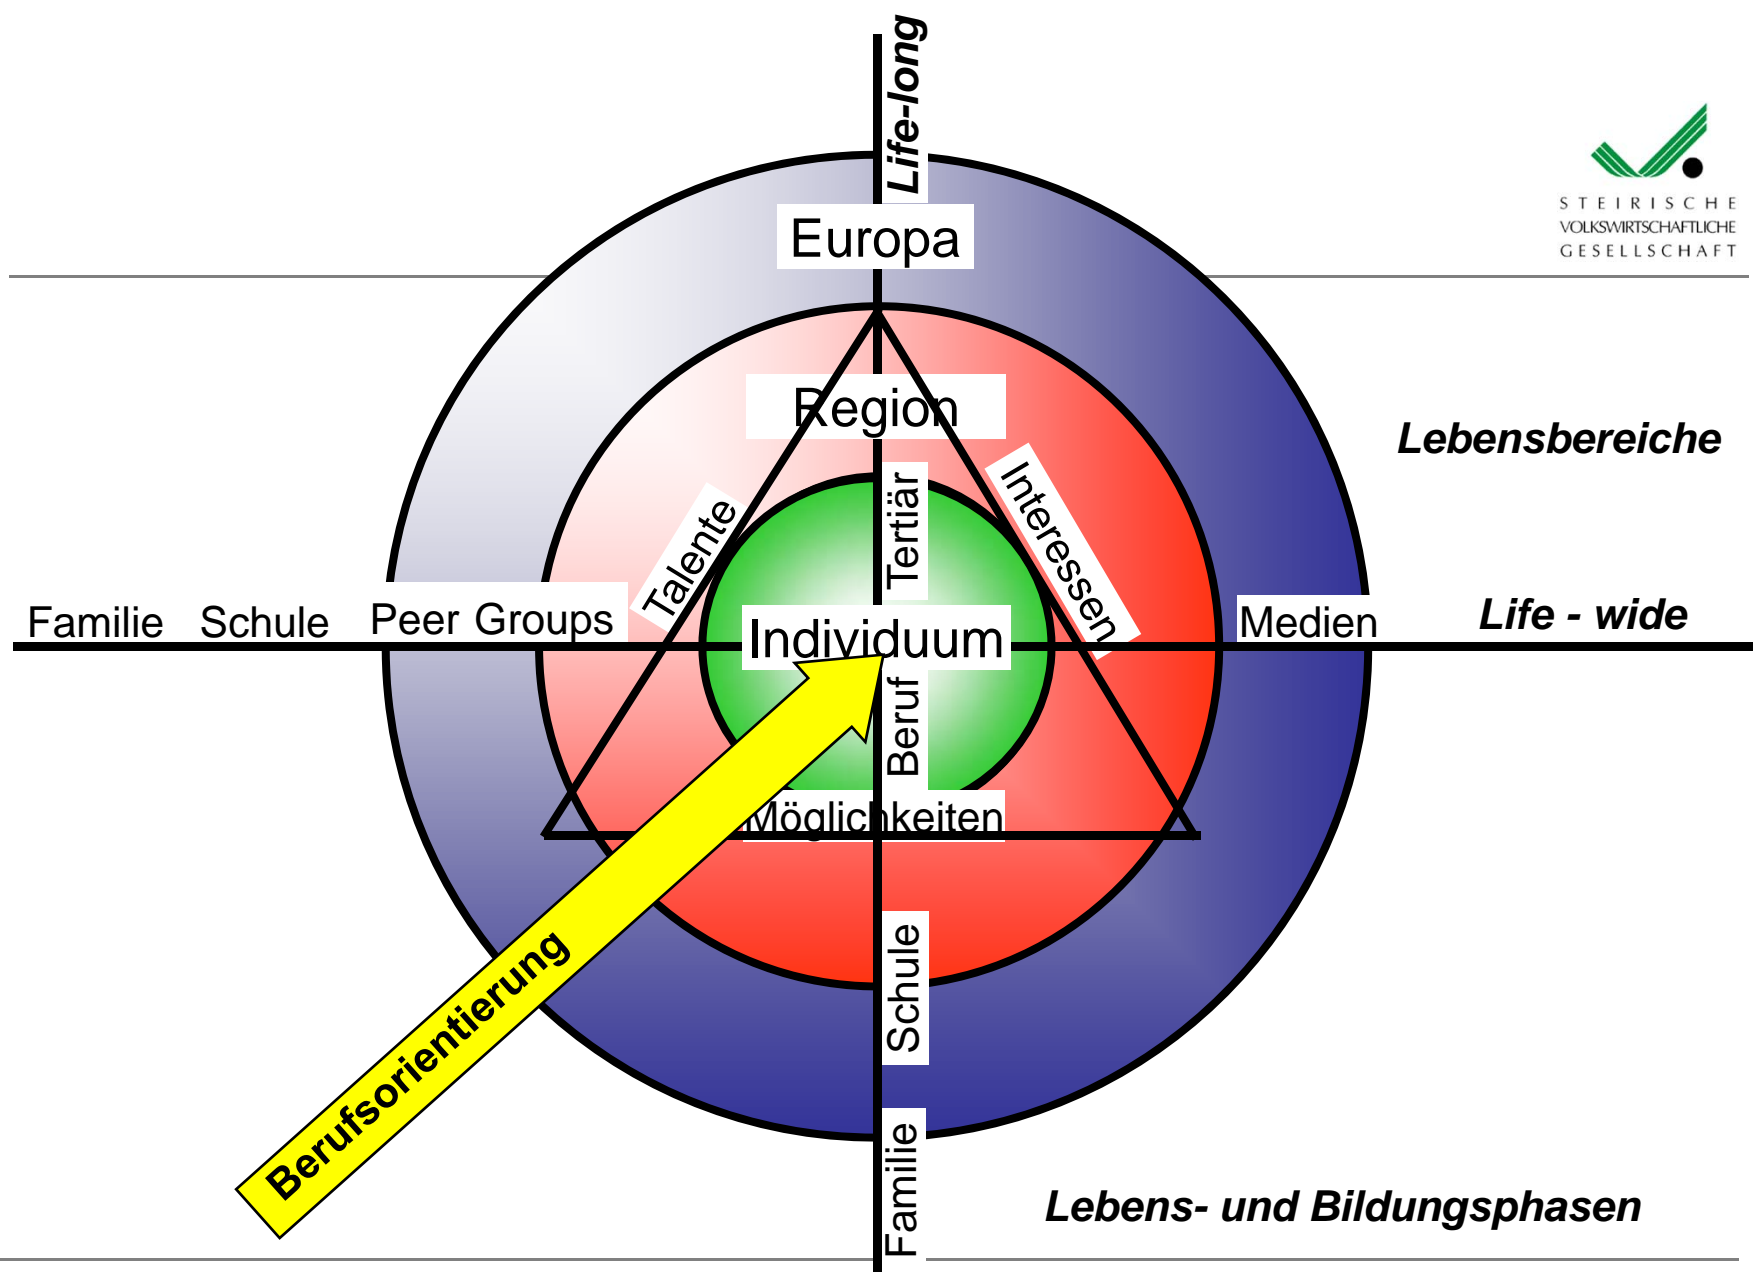 Life-long
STEIRISCHE
VOLKSWIRTSCHAFTLICHE
GESELLSCHAFT
Europa
Region
Lebensbereiche
Tertiär
Interessen
Talente
Familie
Schule
Peer Groups
Medien
Life - wide
Individuum
Beruf
Möglichkeiten
Schule
Berufsorientierung
Familie
Lebens- und Bildungsphasen